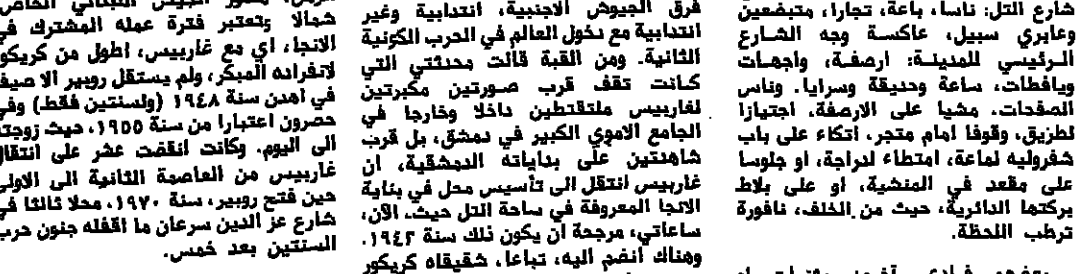 شارع التل: ناسا، باعة، تجارا، متبضعين
وعابري سبيل، عاكسة وجه الشارع
الرئيسي للمدينة: ارصفة، واجهات
ويافطات، ساعة وحديقة وسرايا. وناس
الصفحات، مشيا على الارصفة، اجتيازا
لطريق، وقوفا امام متجر، اتكاء على باب
شفروليه لماعة، امتطاء لدراجة، او جلوسا
على مقعد في المنشية، او على بلاط
بركتها الدائرية، حيث من الخلف، نافورة
ترطب اللحظة.
فرق الجيوش الاجنبية، انتدابية وغير
انتدابية مع دخول العالم في الحرب الكونية
الثانية. ومن القبة قالت محدثتي التي
كانت تقف قرب صورتين مكبرتين
لغاربيس ملتقطتين داخلا وخارجا في
الجامع الاموي الكبير في دمشق، بل قرب
شاهدتين على بداياته الدمشقية، ان
غاربيس انتقل الى تأسيس محل في بناية
الانجا المعروفة في ساحة التل حيث، الآن،
ساعاتي، مرجحة ان يكون ذلك سنة ١٩٤٢.
وهناك انضم اليه، تباعا، شقيقاه كريكور
شمالا وتعتبر فترة عمله المشترك في
الانجا، اي مع غاربيس، اطول من كريكور
لانفراده المبكر، ولم يستقل روبير الا صيفا
في اهدن سنة ١٩٤٨ (ولسنتين فقط) وفي
حصرون اعتبارا من سنة ١٩٥٥، حيث زوجته
الى اليوم. وكانت انقضت عشر على انتقال
غاربيس من العاصمة الثانية الى الاولى
حين فتح روبير، سنة ١٩٧٠، محلا ثالثا في
شارع عز الدين سرعان ما اقفله جنون حرب
السنتين بعد خمس.